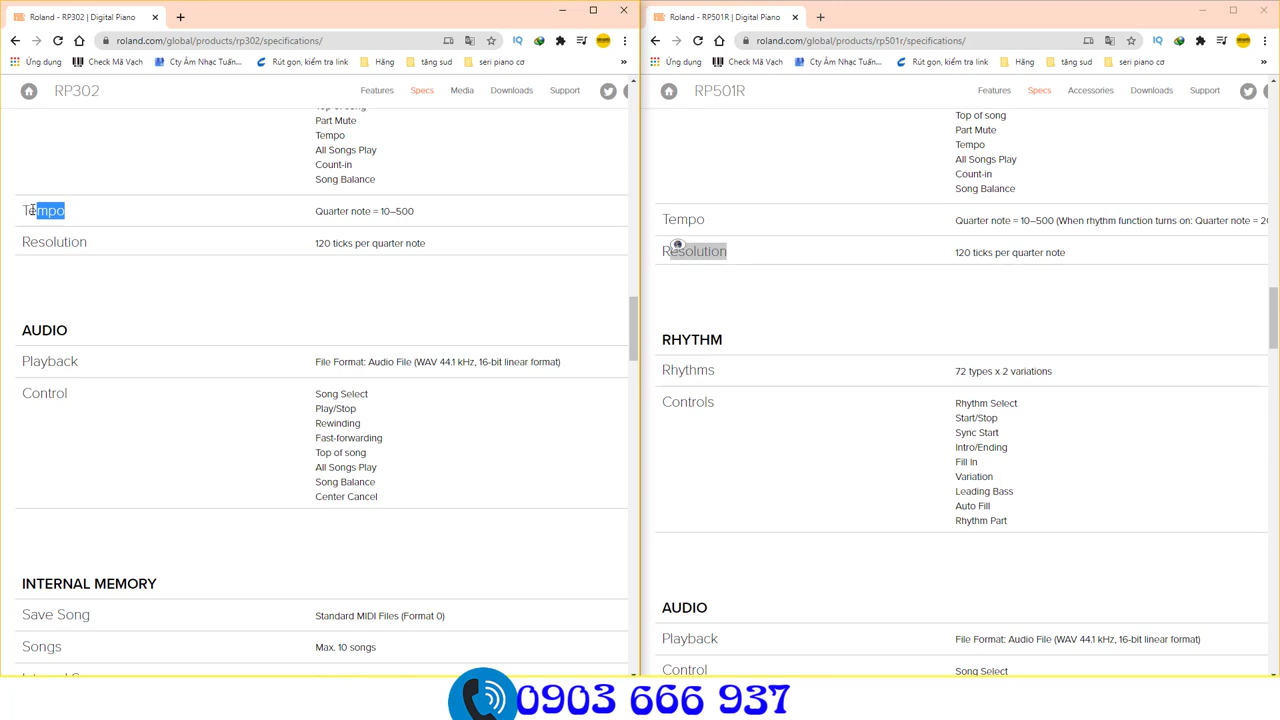 Roland - RP302 | Digital Piano
roland.com/global/products/rp302/specifications/
Ứng dụng
Check Mã Vạch
Cty Âm Nhạc Tuấn...
Rút gọn, kiểm tra link
Hãng
tăng sud
seri piano cơ
»
RP302
Features
Specs
Media
Downloads
Support
Top of song
Part Mute
Tempo
All Songs Play
Count-in
Song Balance
Tempo
Quarter note = 10–500
Resolution
120 ticks per quarter note
AUDIO
Playback
File Format: Audio File (WAV 44.1 kHz, 16-bit linear format)
Control
Song Select
Play/Stop
Rewinding
Fast-forwarding
Top of song
All Songs Play
Song Balance
Center Cancel
INTERNAL MEMORY
Save Song
Standard MIDI Files (Format 0)
Songs
Max. 10 songs
Roland - RP501R | Digital Piano
roland.com/global/products/rp501r/specifications/
Ứng dụng
Check Mã Vạch
Cty Âm Nhạc Tuấn...
Rút gọn, kiểm tra link
Hãng
tăng sud
seri piano cơ
»
RP501R
Features
Specs
Accessories
Downloads
Support
Top of song
Part Mute
Tempo
All Songs Play
Count-in
Song Balance
Tempo
Quarter note = 10–500 (When rhythm function turns on: Quarter note = 20
Resolution
120 ticks per quarter note
RHYTHM
Rhythms
72 types x 2 variations
Controls
Rhythm Select
Start/Stop
Sync Start
Intro/Ending
Fill In
Variation
Leading Bass
Auto Fill
Rhythm Part
AUDIO
Playback
File Format: Audio File (WAV 44.1 kHz, 16-bit linear format)
Control
Song Select
0903 666 937